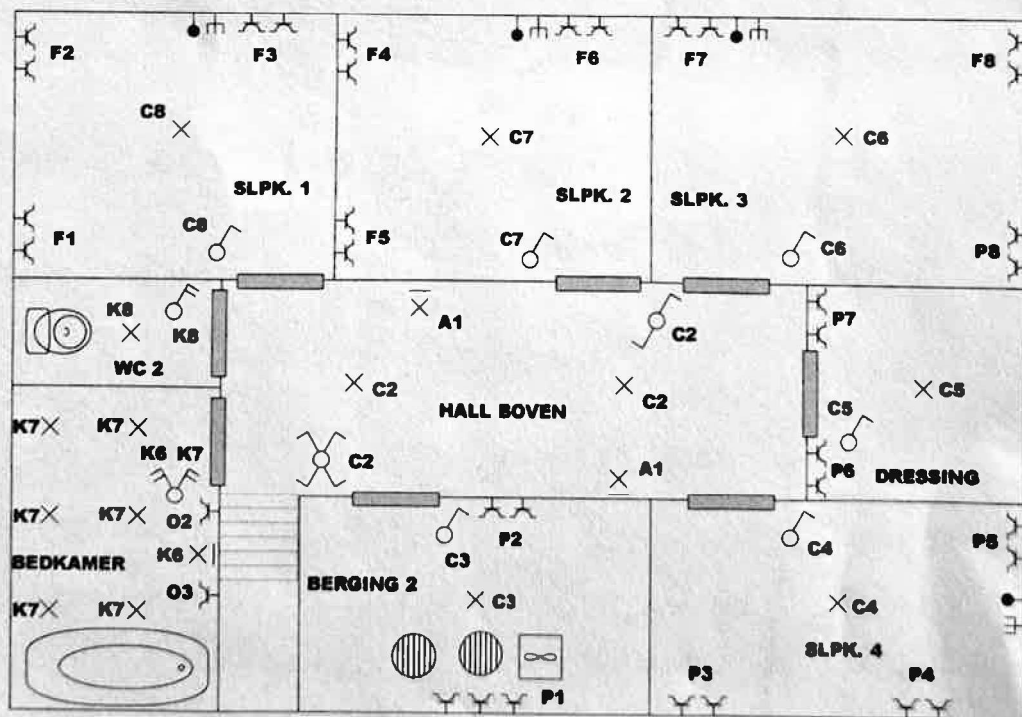 F2
F3
F4
F6
F7
F8
C8
C7
C6
SLPK. 1
SLPK. 2
SLPK. 3
F1
C8
F5
C7
C6
P8
K8
K8
WC 2
A1
C2
P7
C2
HALL BOVEN
C2
C5
C5
K7
K7
K6 K7
C2
A1
P6
DRESSING
K7
K7
O2
P2
C3
C4
P5
BEDKAMER
K6
BERGING 2
O3
C3
C4
K7
K7
SLPK. 4
P1
P3
P4